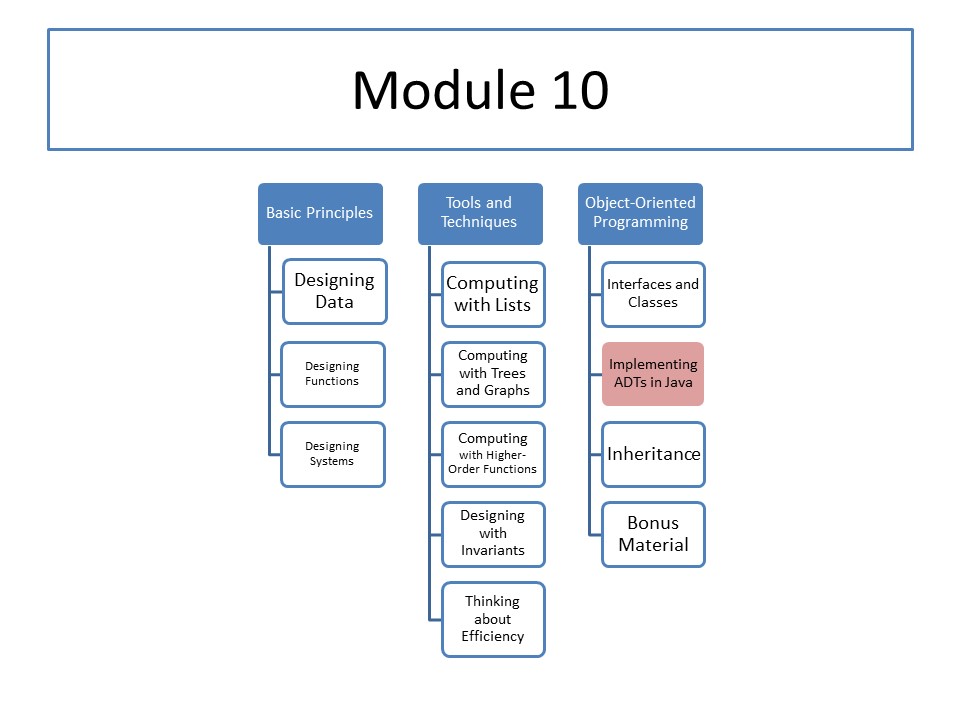 Module 10
Basic Principles
Designing
Data
Designing
Functions
Designing
Systems
Tools and
Techniques
Computing
with Lists
Computing
with Trees
and Graphs
Computing
with Higher-
Order Functions
Designing
with
Invariants
Thinking
about
Efficiency
Object-Oriented
Programming
Interfaces and
Classes
Implementing
ADTs in Java
Inheritance
Bonus
Material